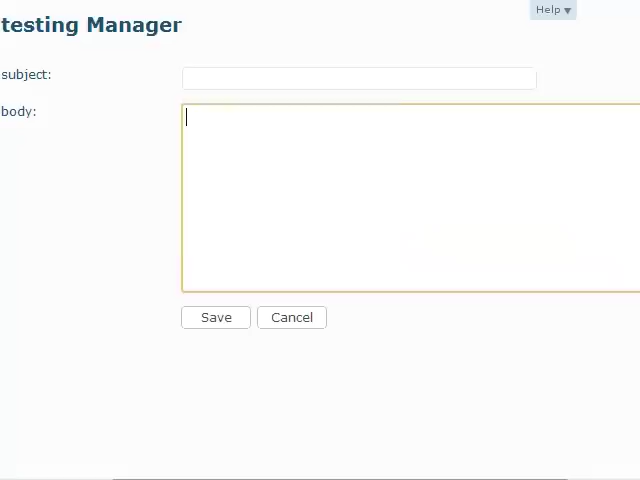 Help ▼
testing Manager
subject:
body:
Save Cancel